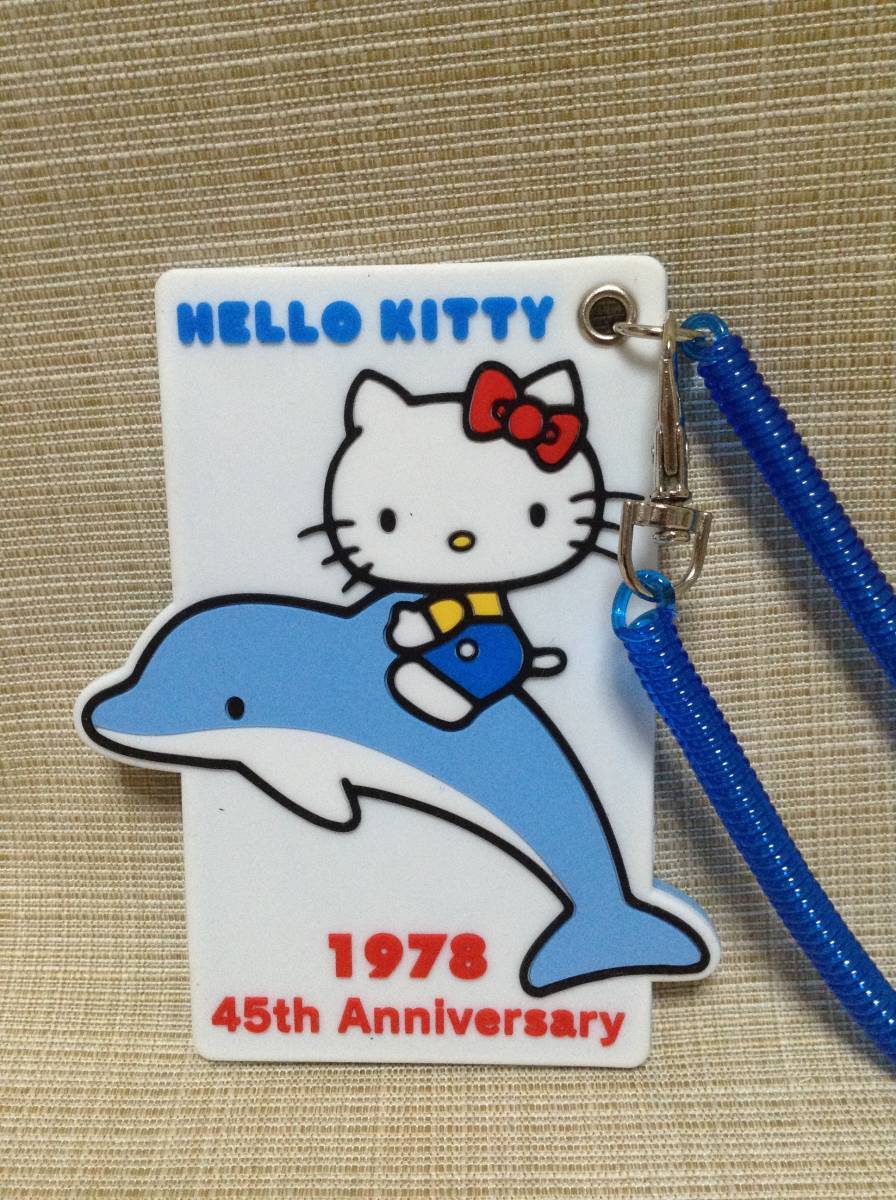 HELLO KITTY
1978
45th Anniversary